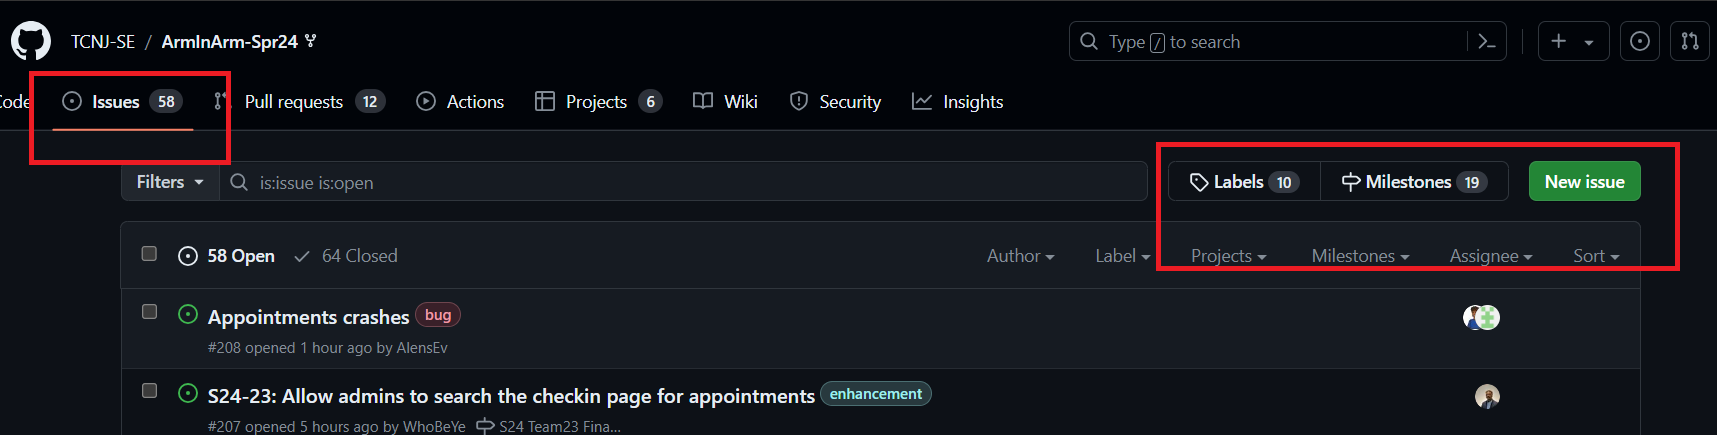 TCNJ-SE / ArmInArm-Spr24 Type / to search
Code Issues 58 Pull requests 12 Actions Projects 6 Wiki Security Insights
Filters is:issue is:open Labels 10 Milestones 19 New issue
58 Open 64 Closed Author Label Projects Milestones Assignee Sort
Appointments crashes bug
#208 opened 1 hour ago by AlensEv
S24-23: Allow admins to search the checkin page for appointments enhancement
#207 opened 5 hours ago by WhoBeYe S24 Team23 Fina...